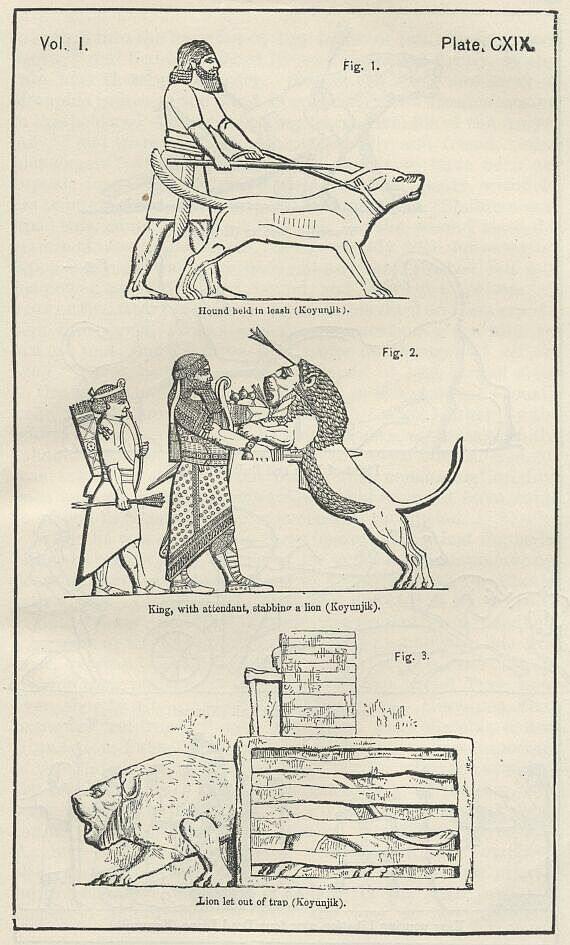 Vol. I.
Plate. CXIX.
Fig. 1.
Hound held in leash (Koyunjik).
Fig. 2.
King, with attendant, stabbing a lion (Koyunjik).
Fig. 3.
Lion let out of trap (Koyunjik).